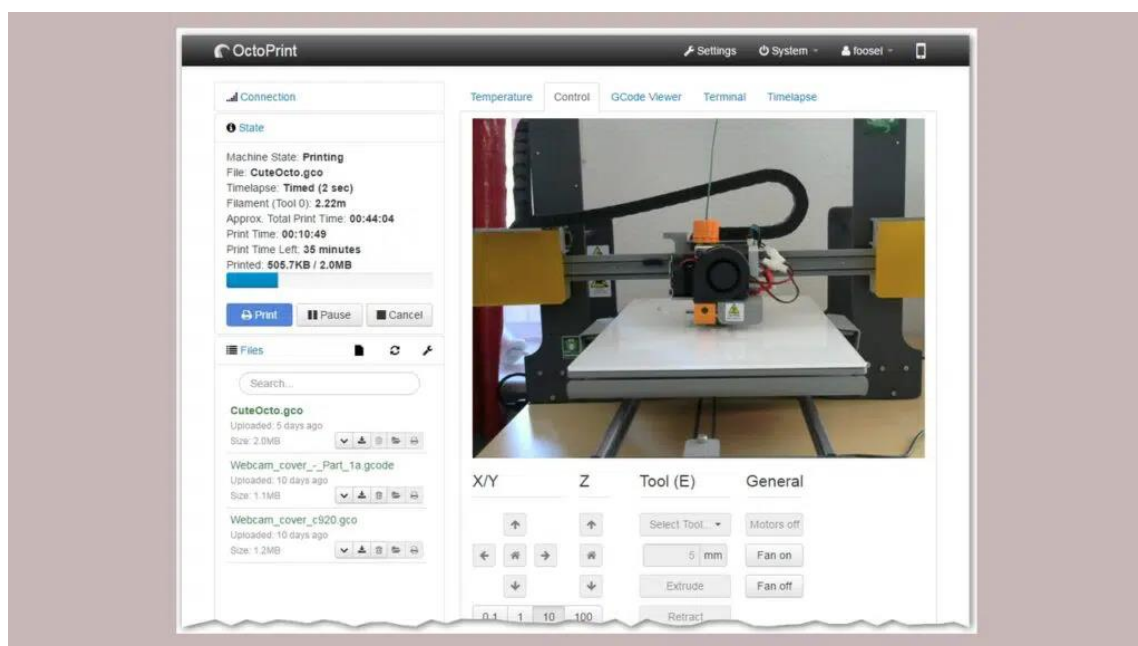 OctoPrint
Settings
System
foosel
Connection
State
Machine State: Printing
File: CuteOcto.gco
Timelapse: Timed (2 sec)
Filament (Tool 0): 2.22m
Approx. Total Print Time: 00:44:04
Print Time: 00:10:49
Print Time Left: 35 minutes
Printed: 505.7KB / 2.0MB
Print
Pause
Cancel
Files
Search...
CuteOcto.gco
Uploaded: 5 days ago
Size: 2.0MB
Webcam_cover_-_Part_1a.gcode
Uploaded: 10 days ago
Size: 1.1MB
Webcam_cover_c920.gco
Uploaded: 10 days ago
Size: 1.2MB
Temperature
Control
GCode Viewer
Terminal
Timelapse
X/Y
Z
Tool (E)
General
Select Tool...
Motors off
5 mm
Fan on
Extrude
Fan off
0.1
1
10
100
Retract